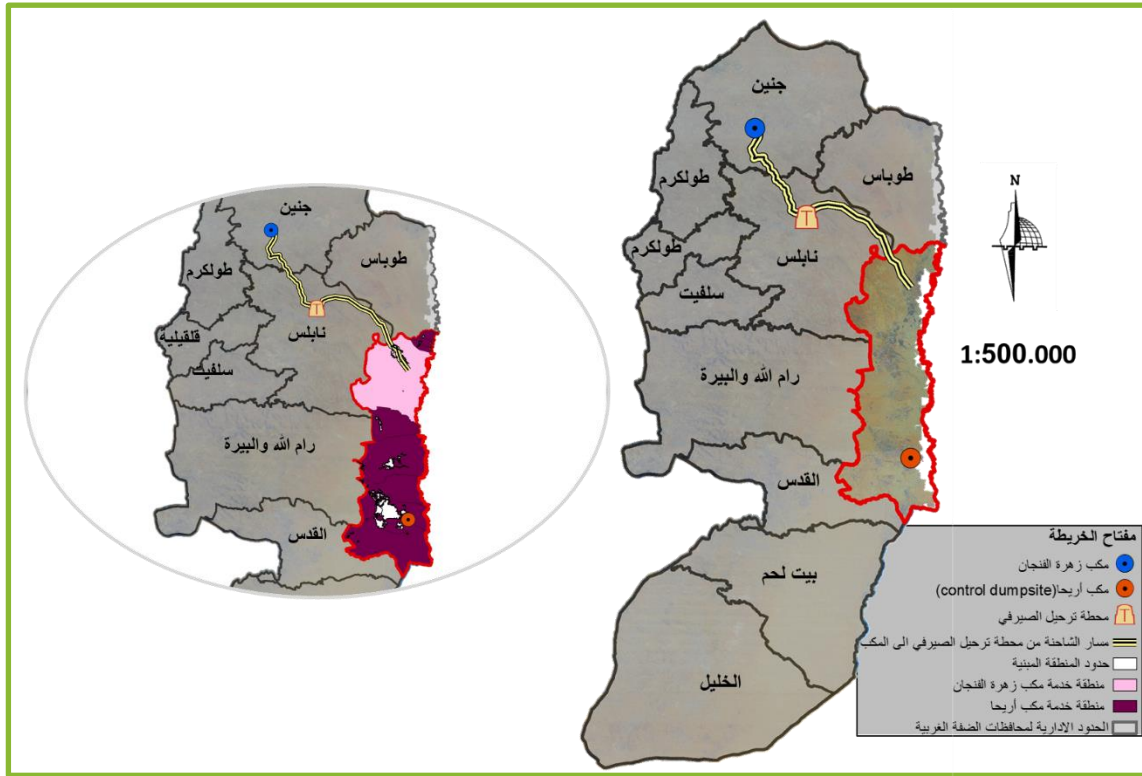 جنين
طوباس
طولكرم
قلقيلية
نابلس
سلفيت
رام الله والبيرة
القدس
T
جنين
طوباس
طولكرم
طولكرم
نابلس
سلفيت
رام الله والبيرة
القدس
بيت لحم
الخليل
T
N
1:500.000
مفتاح الخريطة
مكب زهرة الفنجان
مكب أريحا(control dumpsite)
محطة ترحيل الصيرفي
مسار الشاحنة من محطة ترحيل الصيرفي الى المكب
حدود المنطقة المبنية
منطقة خدمة مكب زهرة الفنجان
منطقة خدمة مكب أريحا
الحدود الادارية لمحافظات الضفة الغربية
T